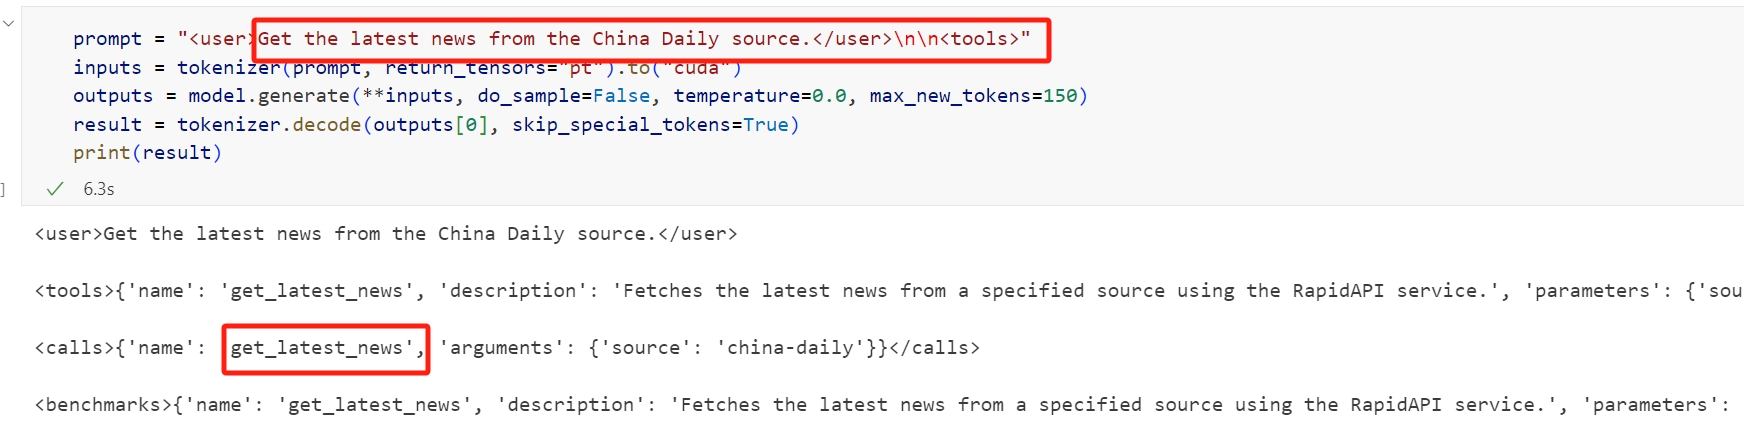 prompt = "<user>Get the latest news from the China Daily source.</user>\n\n<tools>"
inputs = tokenizer(prompt, return_tensors="pt").to("cuda")
outputs = model.generate(**inputs, do_sample=False, temperature=0.0, max_new_tokens=150)
result = tokenizer.decode(outputs[0], skip_special_tokens=True)
print(result)
] 6.3s
<user>Get the latest news from the China Daily source.</user>
<tools>{'name': 'get_latest_news', 'description': 'Fetches the latest news from a specified source using the RapidAPI service.', 'parameters': {'sou
<calls>{'name': get_latest_news', 'arguments': {'source': 'china-daily'}}</calls>
<benchmarks>{'name': 'get_latest_news', 'description': 'Fetches the latest news from a specified source using the RapidAPI service.', 'parameters':